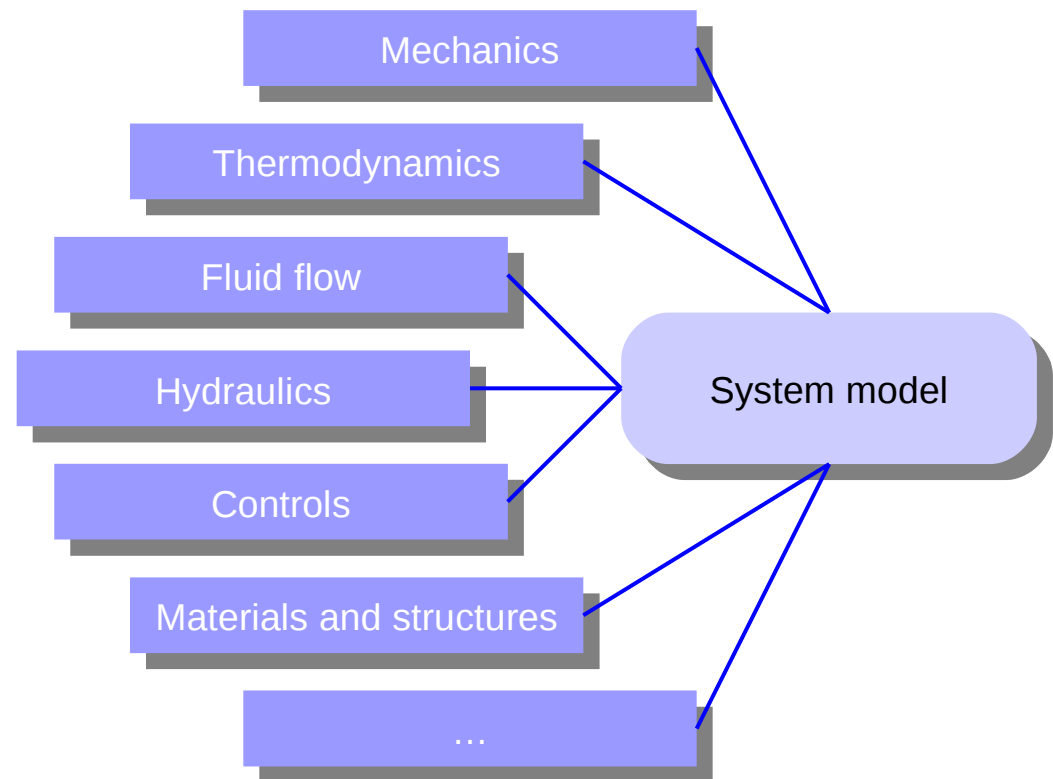 Mechanics
Thermodynamics
Fluid flow
Hydraulics
System model
Controls
Materials and structures
…